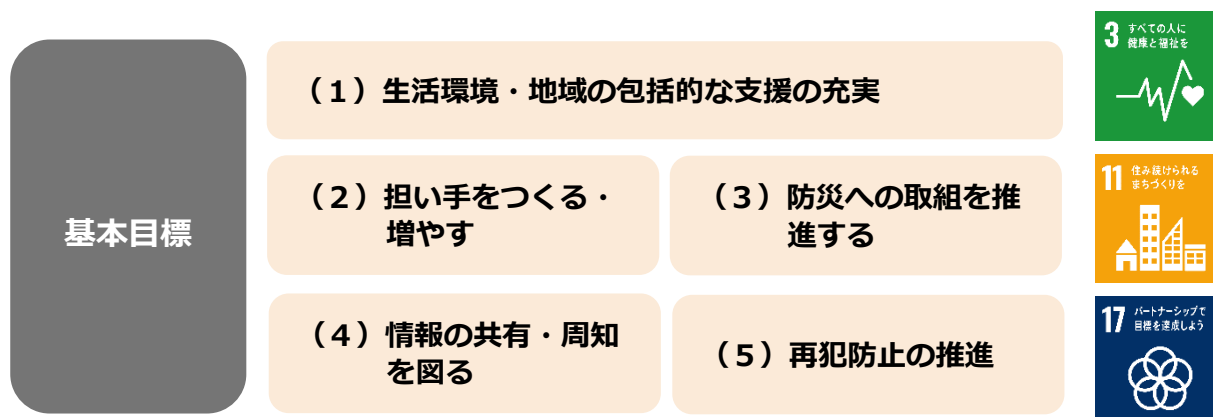 基本目標
（１）生活環境・地域の包括的な支援の充実
（２）担い手をつくる・
増やす
（３）防災への取組を推
進する
（４）情報の共有・周知
を図る
（５）再犯防止の推進
3 すべての人に
健康と福祉を
11 住み続けられる
まちづくりを
17 パートナーシップで
目標を達成しよう